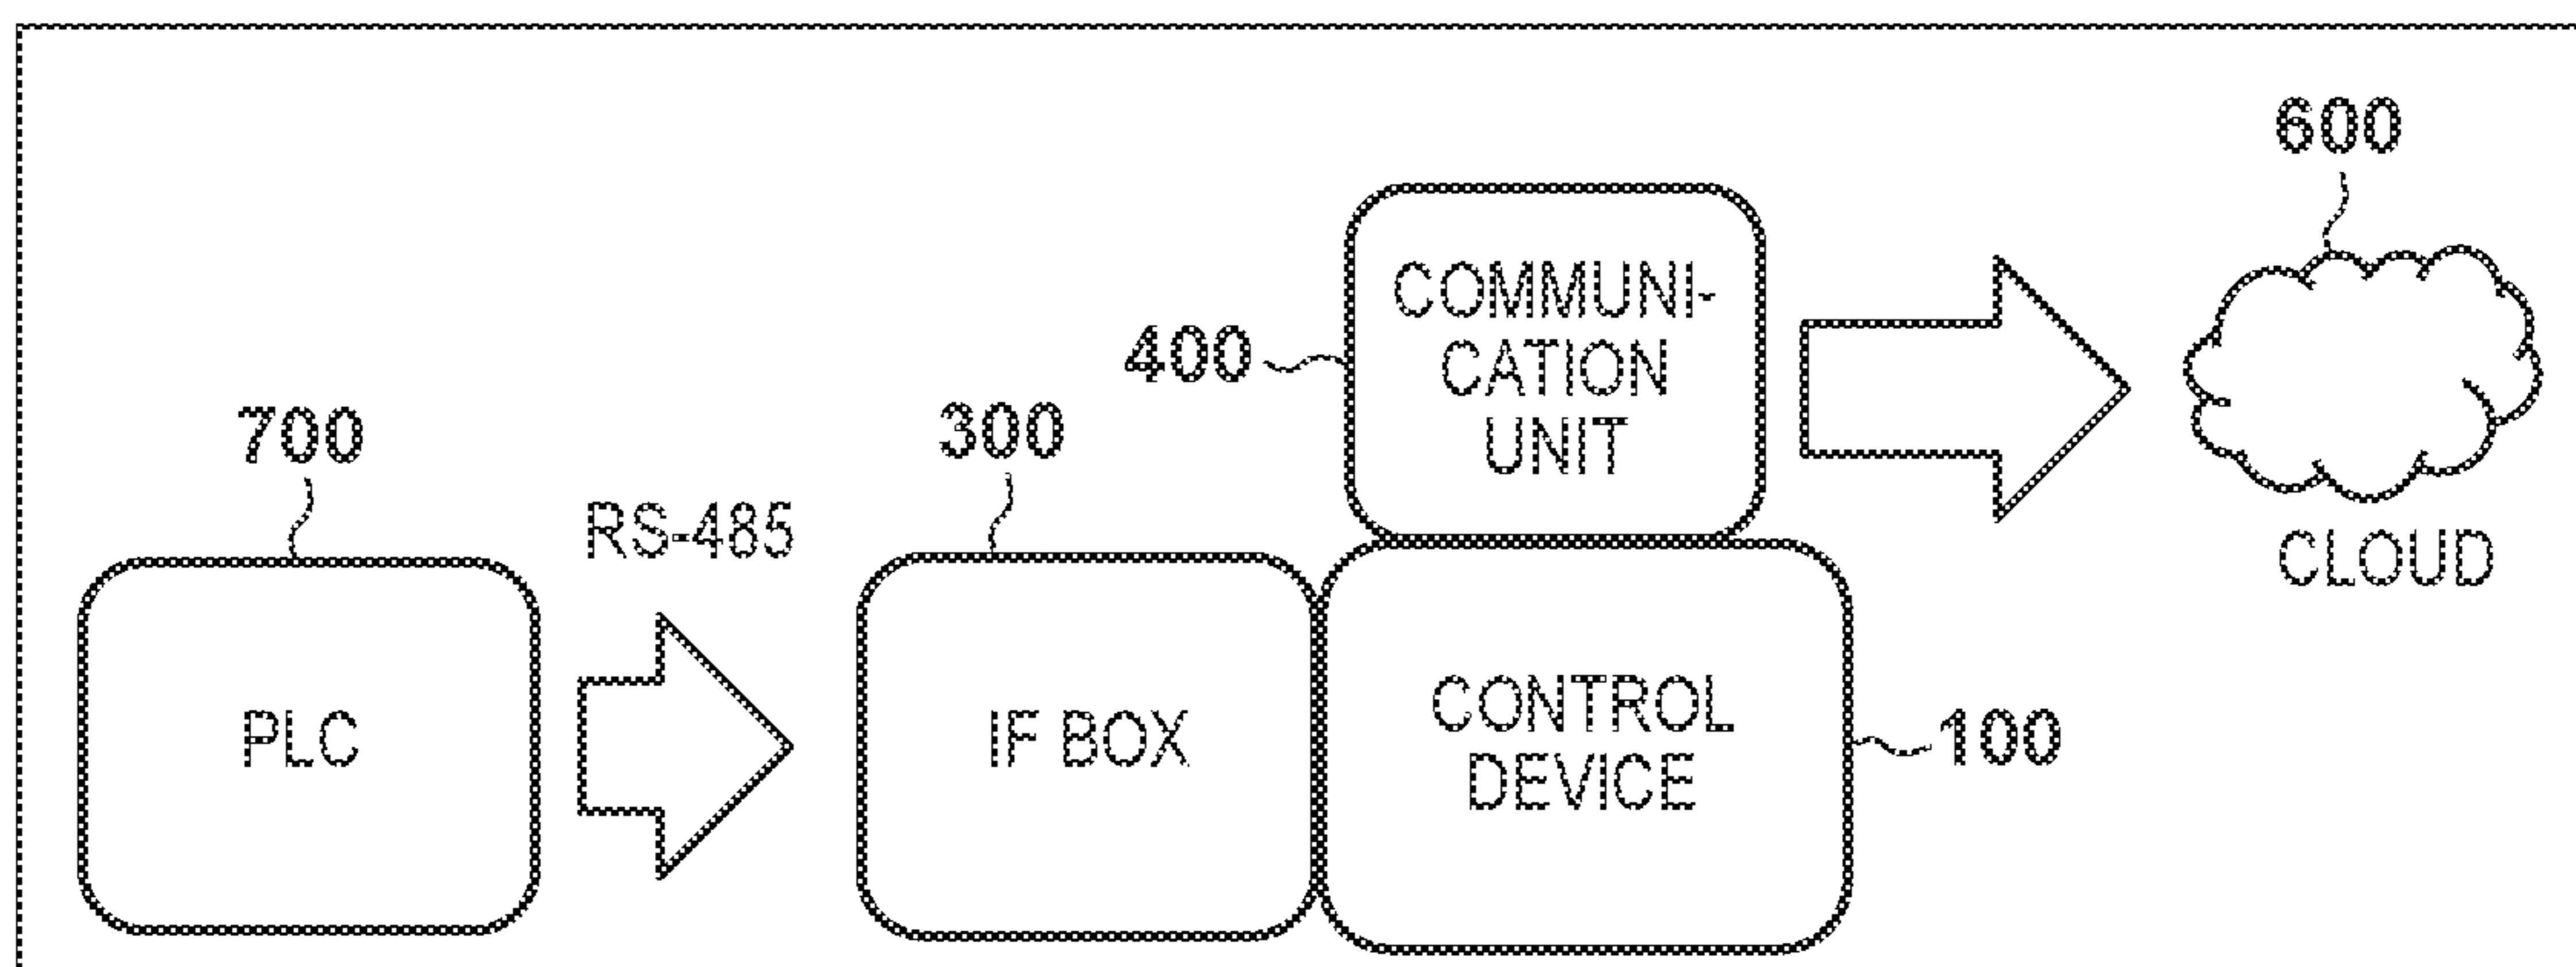 600
COMMUNI-
CATION
UNIT
400
CLOUD
700
RS-485
300
PLC
IF BOX
CONTROL
DEVICE
100